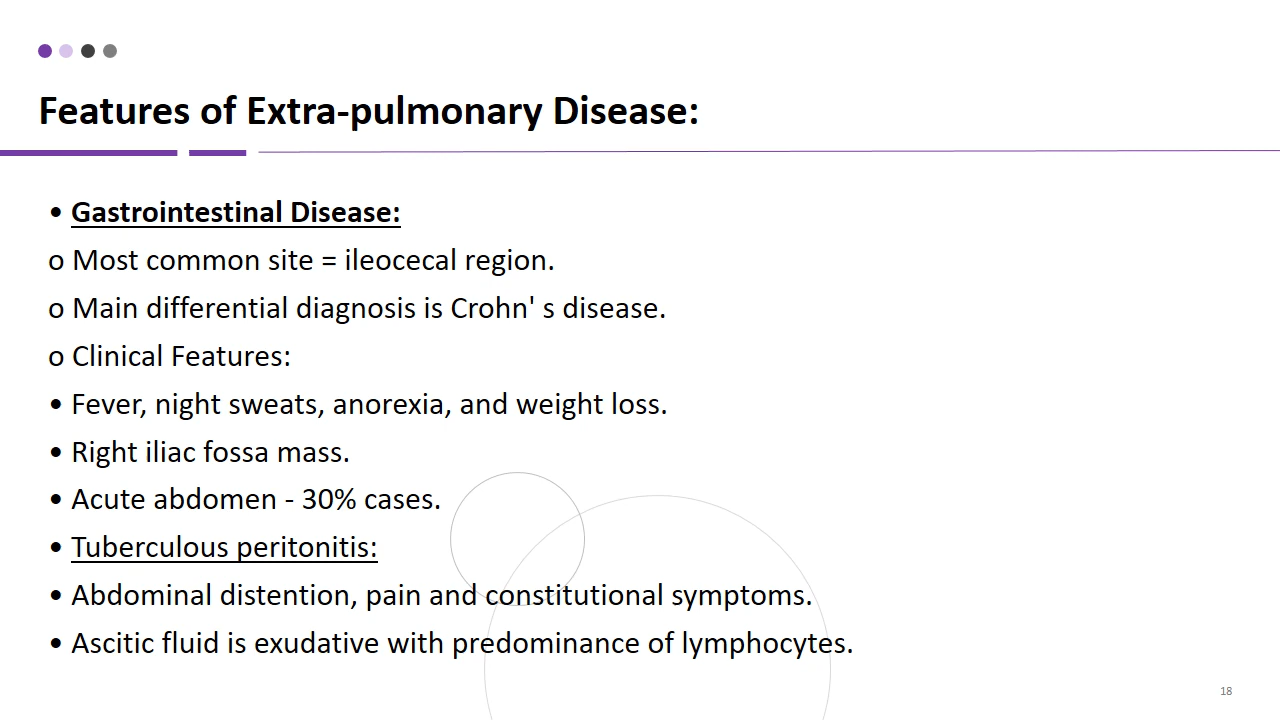 Features of Extra-pulmonary Disease:
• Gastrointestinal Disease:
o Most common site = ileocecal region.
o Main differential diagnosis is Crohn' s disease.
o Clinical Features:
• Fever, night sweats, anorexia, and weight loss.
• Right iliac fossa mass.
• Acute abdomen - 30% cases.
• Tuberculous peritonitis:
• Abdominal distention, pain and constitutional symptoms.
• Ascitic fluid is exudative with predominance of lymphocytes.
18